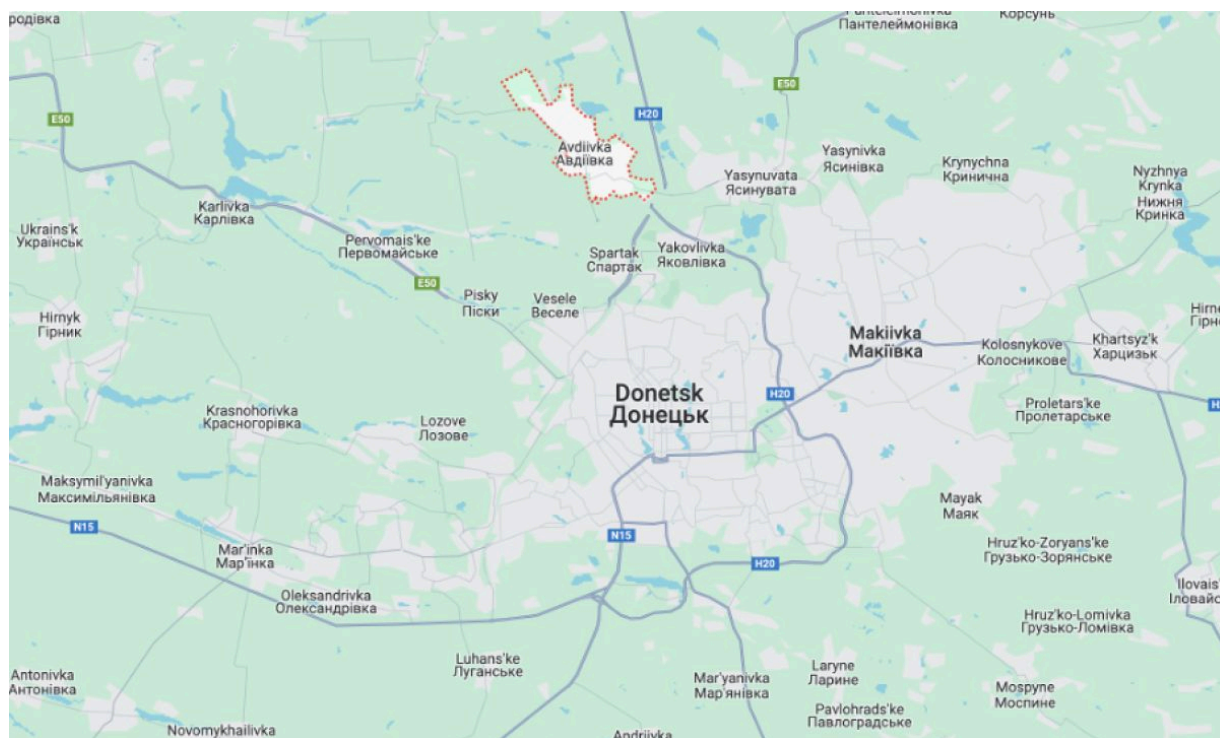 родівка
Корсунь
Пантелеймонівка
E50
E50
H20
Avdiivka
Авдіївка
Yasynivka
Ясинівка
Krynychna
Кринична
Yasynuvata
Ясинувата
Nyzhnya
Krynka
Нижня
Кринка
Karlivka
Карлівка
Ukrains'k
Українськ
Pervomais'ke
Первомайське
Spartak
Спартак
Yakovlivka
Яковлівка
E50
Pisky
Піски
Vesele
Веселе
Hirnyk
Гірник
Makiivka
Макіївка
Kolosnykove
Колосникове
Khartsyz'k
Харцизьк
Donetsk
Донецьк
H20
Krasnohorivka
Красногорівка
Lozove
Лозове
Proletars'ke
Пролетарське
Maksymil'yanivka
Максимільянівка
Mayak
Маяк
N15
N15
Mar'inka
Мар'їнка
H20
Hruz'ko-Zoryans'ke
Грузько-Зорянське
Oleksandrivka
Олександрівка
Ilovais
Іловайс
Hruz'ko-Lomivka
Грузько-Ломівка
Luhans'ke
Луганське
Antonivka
Антонівка
Mar'yanivka
Мар'янівка
Laryne
Ларине
Mospyne
Моспине
Pavlohrads'ke
Павлоградське
Novomykhailivka
Andriivka